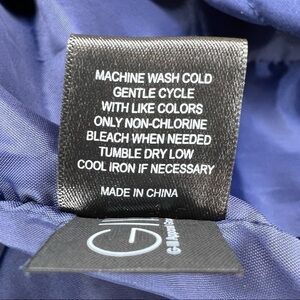 MACHINE WASH COLD
GENTLE CYCLE
WITH LIKE COLORS
ONLY NON-CHLORINE
BLEACH WHEN NEEDED
TUMBLE DRY LOW
COOL IRON IF NECESSARY
MADE IN CHINA
G-III